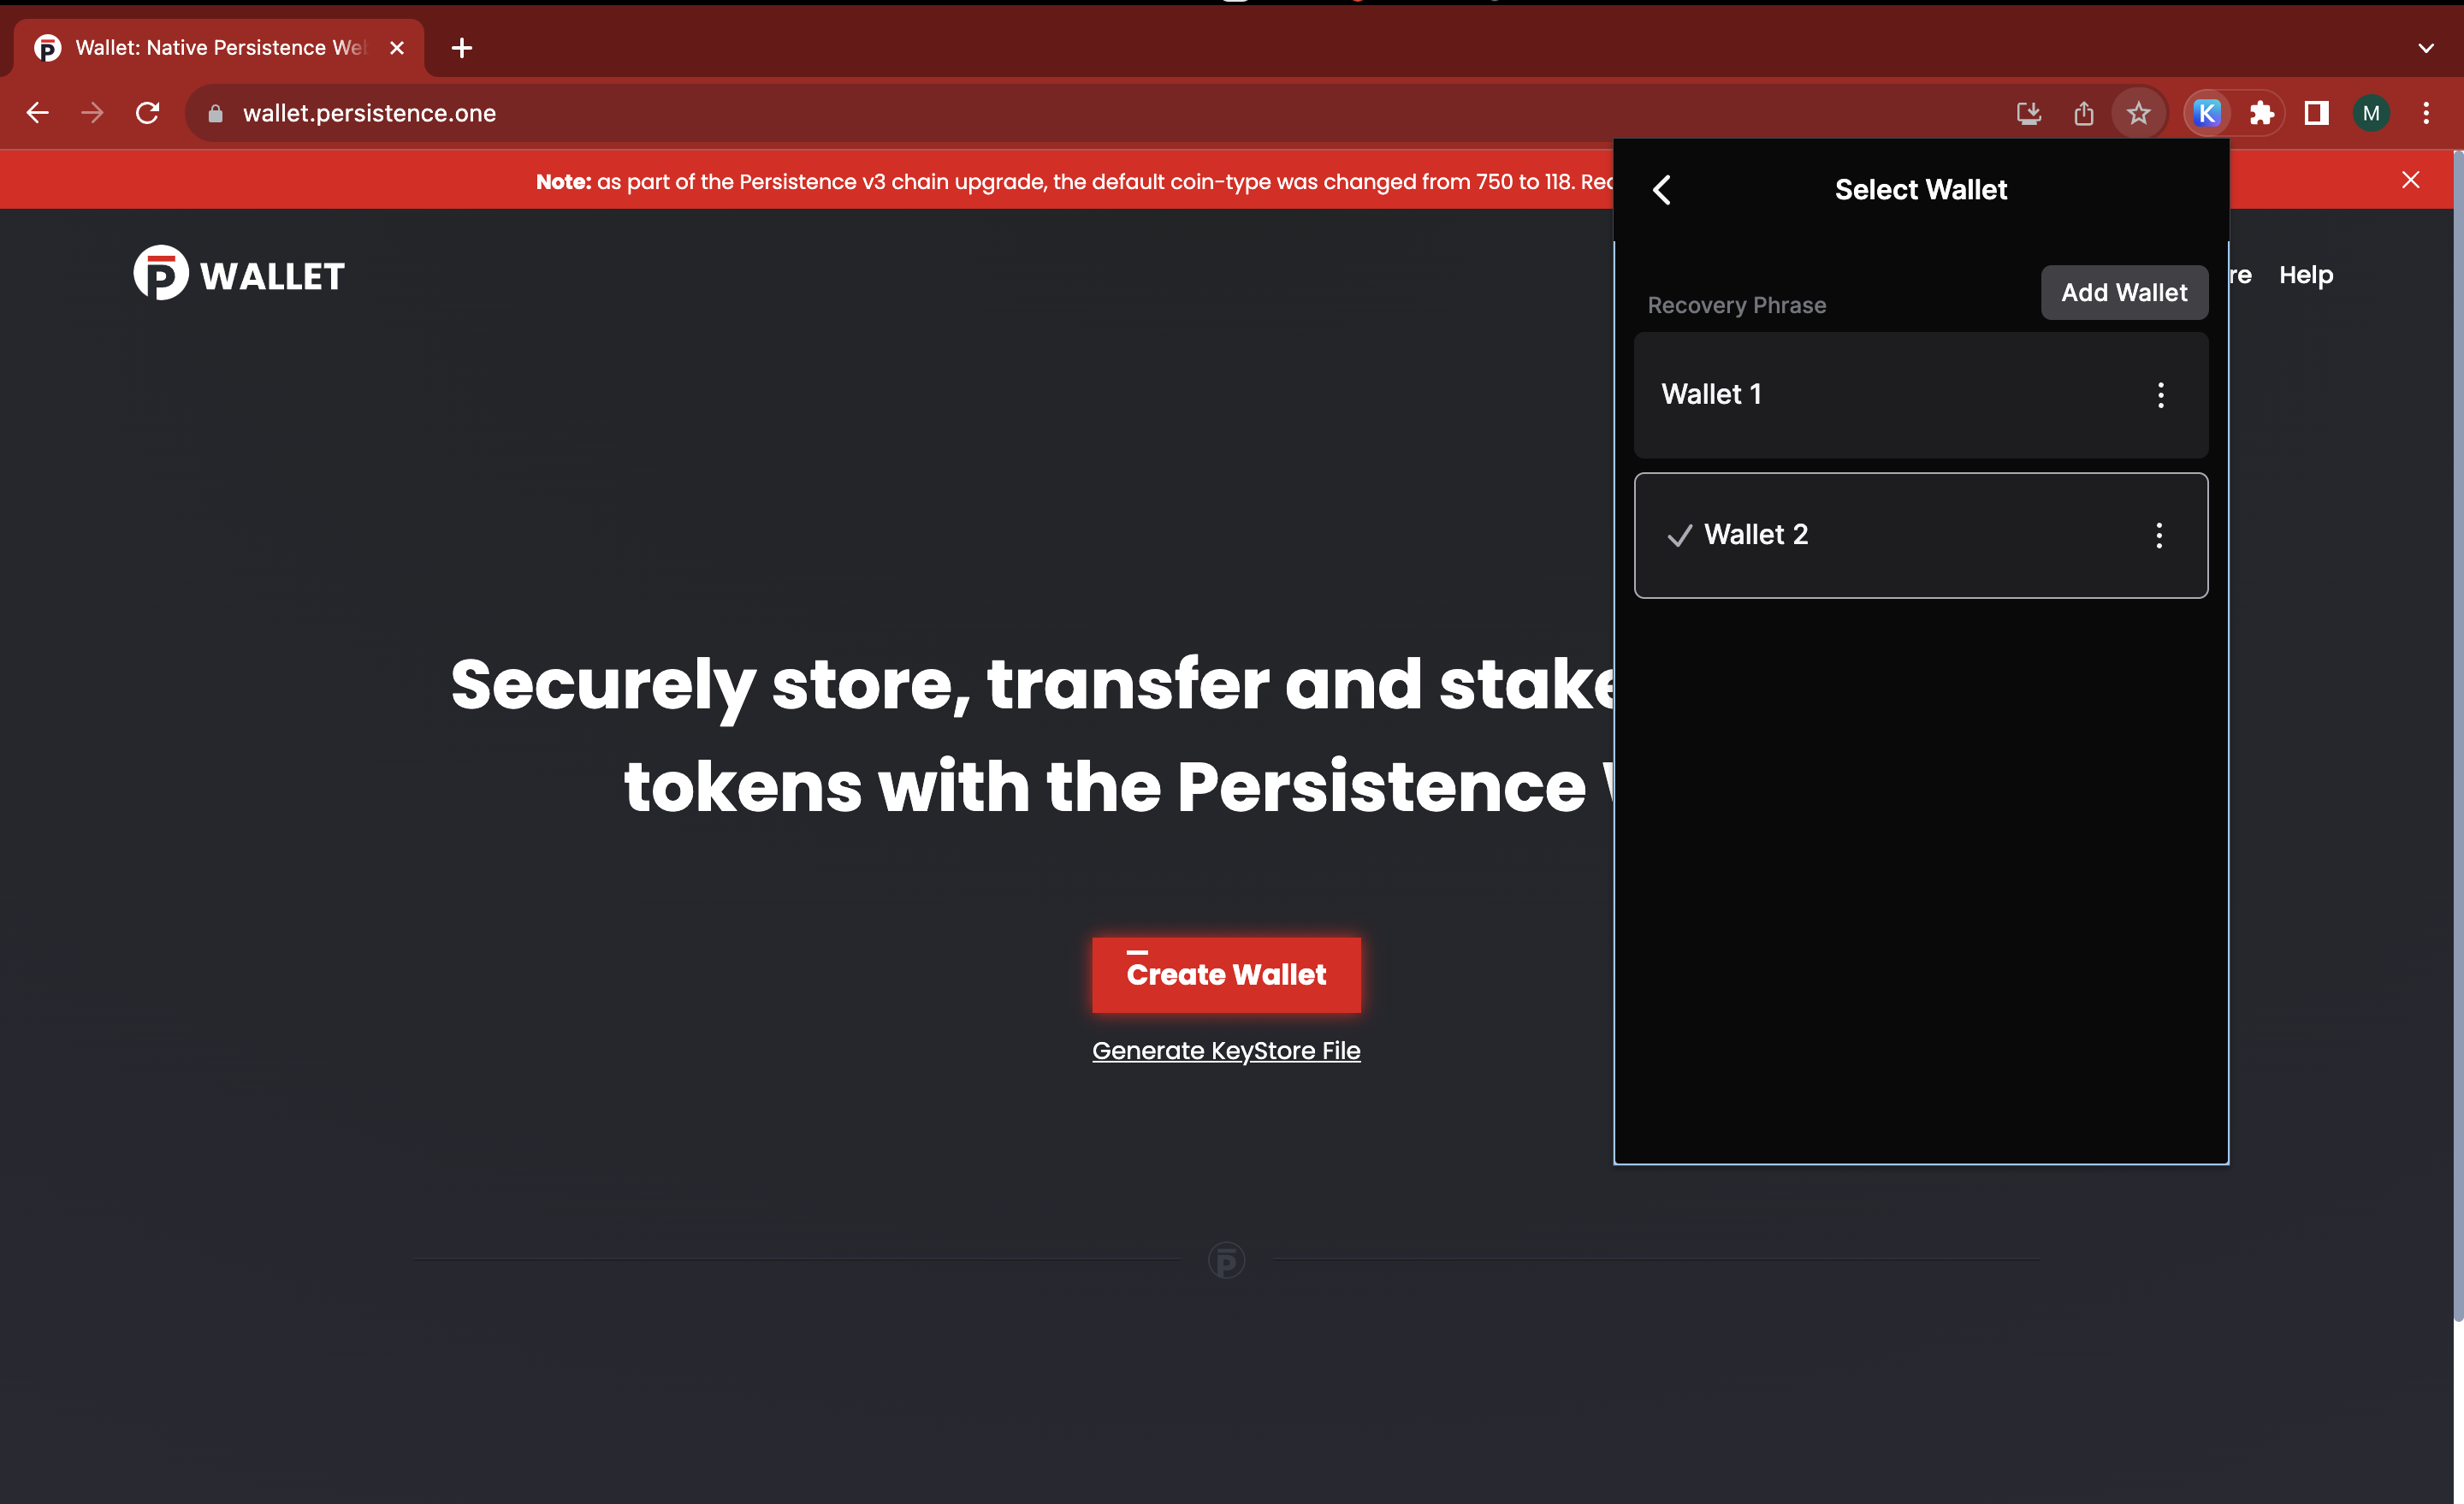 Wallet: Native Persistence We
wallet.persistence.one
K
M
Note: as part of the Persistence v3 chain upgrade, the default coin-type was changed from 750 to 118.
WALLET
Help
Select Wallet
Recovery Phrase
Add Wallet
Wallet 1
Wallet 2
Securely store, transfer and stake
tokens with the Persistence
Create Wallet
Generate KeyStore File